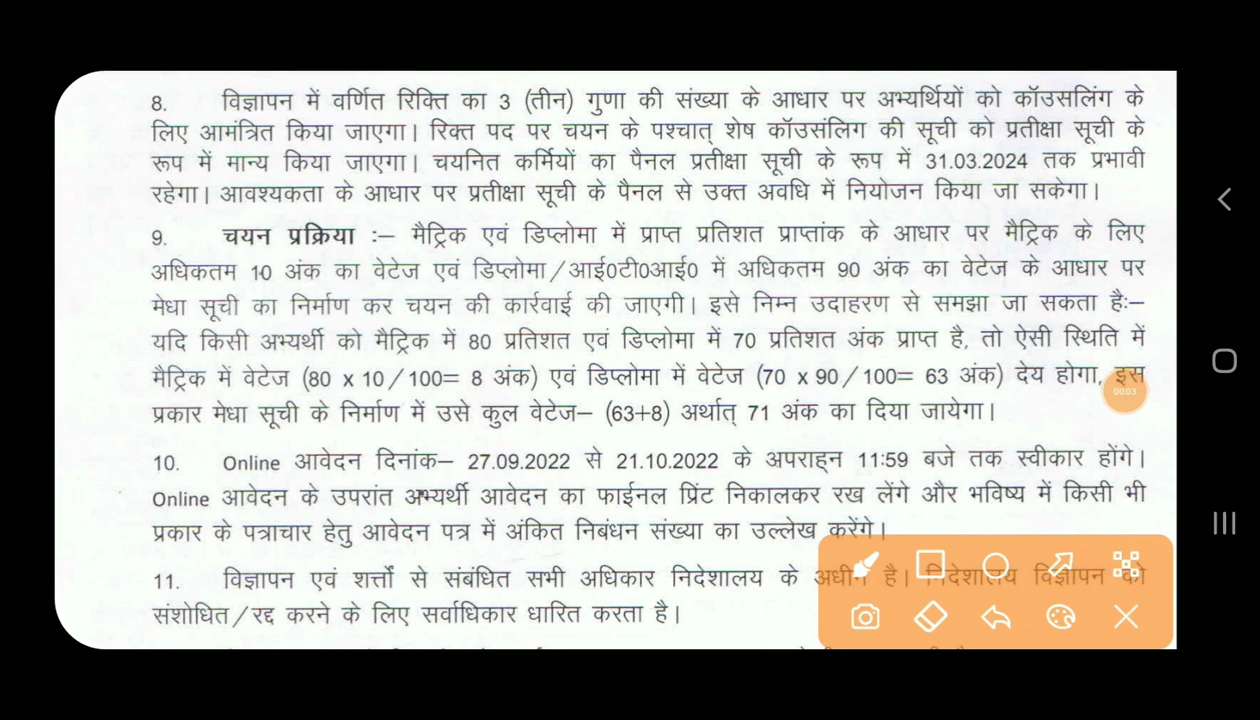 8. विज्ञापन में वर्णित रिक्ति का 3 (तीन) गुणा की संख्या के आधार पर अभ्यर्थियों को कॉउसलिंग के
लिए आमंत्रित किया जाएगा। रिक्त पद पर चयन के पश्चात् शेष कॉउसंलिग की सूची को प्रतीक्षा सूची के
रूप में मान्य किया जाएगा। चयनित कर्मियों का पैनल प्रतीक्षा सूची के रूप में 31.03.2024 तक प्रभावी
रहेगा। आवश्यकता के आधार पर प्रतीक्षा सूची के पैनल से उक्त अवधि में नियोजन किया जा सकेगा।
9. चयन प्रक्रिया :– मैट्रिक एवं डिप्लोमा में प्राप्त प्रतिशत प्राप्तांक के आधार पर मैट्रिक के लिए
अधिकतम 10 अंक का वेटेज एवं डिप्लोमा/आई0टी0आई0 में अधिकतम 90 अंक का वेटेज के आधार पर
मेधा सूची का निर्माण कर चयन की कार्रवाई की जाएगी। इसे निम्न उदाहरण से समझा जा सकता है:–
यदि किसी अभ्यर्थी को मैट्रिक में 80 प्रतिशत एवं डिप्लोमा में 70 प्रतिशत अंक प्राप्त है, तो ऐसी स्थिति में
मैट्रिक में वेटेज (80 x 10/100= 8 अंक) एवं डिप्लोमा में वेटेज (70 x 90/100= 63 अंक) देय होगा, इस
00:03
प्रकार मेधा सूची के निर्माण में उसे कुल वेटेज– (63+8) अर्थात् 71 अंक का दिया जायेगा।
10. Online आवेदन दिनांक– 27.09.2022 से 21.10.2022 के अपराह्न 11:59 बजे तक स्वीकार होंगे।
Online आवेदन के उपरांत अभ्यर्थी आवेदन का फाईनल प्रिंट निकालकर रख लेंगे और भविष्य में किसी भी
प्रकार के पत्राचार हेतु आवेदन पत्र में अंकित निबंधन संख्या का उल्लेख करेंगे।
11. विज्ञापन एवं शर्त्तों से संबंधित सभी अधिकार निदेशालय के अधीन है। निदेशालय विज्ञापन को
संशोधित/रद्द करने के लिए सर्वाधिकार धारित करता है।